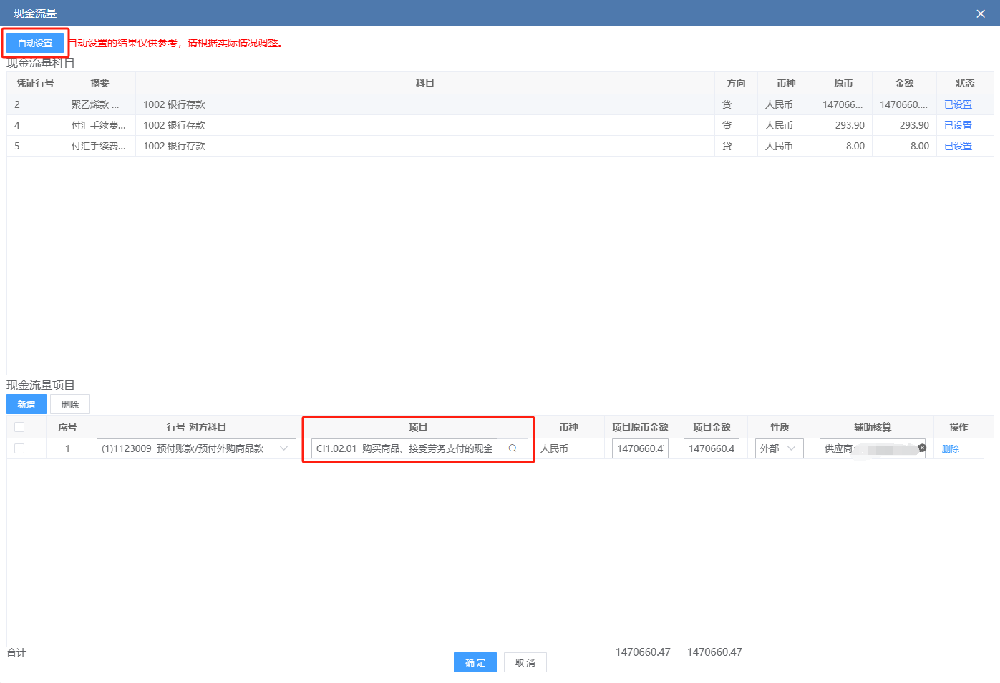 现金流量
自动设置 自动设置的结果仅供参考，请根据实际情况调整。
现金流量科目
凭证行号 摘要 科目 方向 币种 原币 金额 状态
2 聚乙烯款 ... 1002 银行存款 贷 人民币 147066... 1470660.... 已设置
4 付汇手续费... 1002 银行存款 贷 人民币 293.90 293.90 已设置
5 付汇手续费... 1002 银行存款 贷 人民币 8.00 8.00 已设置
现金流量项目
新增 删除
序号 行号-对方科目 项目 币种 项目原币金额 项目金额 性质 辅助核算 操作
1 (1)1123009 预付账款/预付外购商品款 CI1.02.01 购买商品、接受劳务支付的现金 人民币 1470660.4 1470660.4 外部 供应商 删除
合计 1470660.47 1470660.47
确定 取消